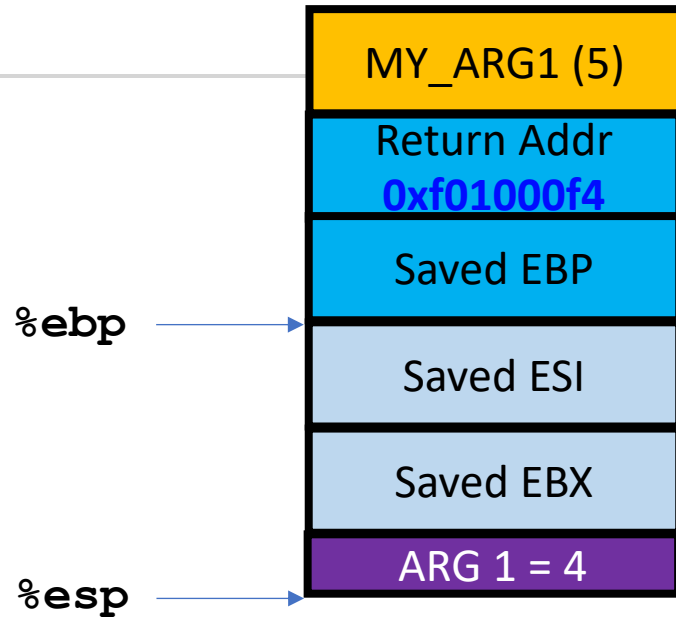 MY_ARG1 (5)
Return Addr
0xf01000f4
Saved EBP
%ebp
Saved ESI
Saved EBX
ARG 1 = 4
%esp